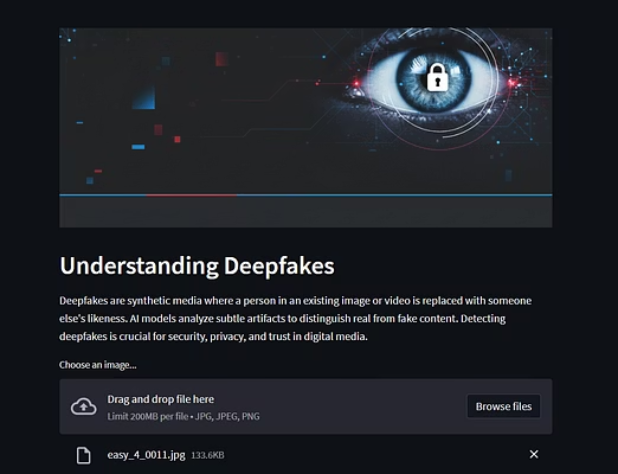 Understanding Deepfakes
Deepfakes are synthetic media where a person in an existing image or video is replaced with someone
else's likeness. AI models analyze subtle artifacts to distinguish real from fake content. Detecting
deepfakes is crucial for security, privacy, and trust in digital media.
Choose an image...
Drag and drop file here
Limit 200MB per file • JPG, JPEG, PNG
Browse files
easy_4_0011.jpg 133.6KB